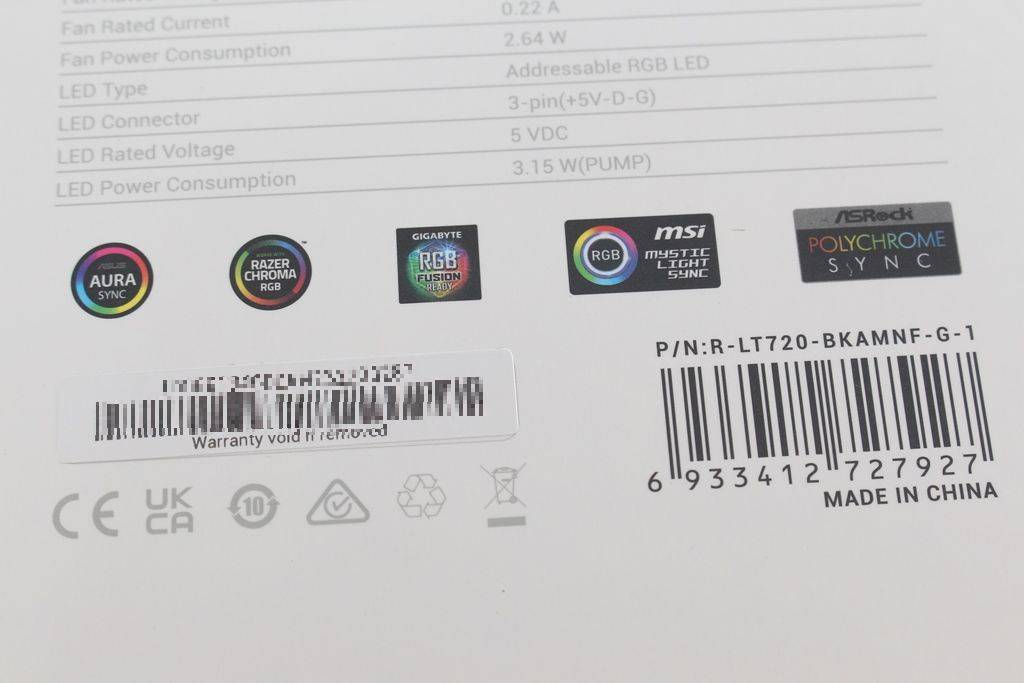 Fan Rated Current 0.22 A
Fan Power Consumption 2.64 W
LED Type Addressable RGB LED
LED Connector 3-pin(+5V-D-G)
LED Rated Voltage 5 VDC
LED Power Consumption 3.15 W(PUMP)
ASUS
AURA
SYNC
WORKS WITH
RAZER
CHROMA
RGB
™
GIGABYTE
RGB
FUSION
READY
RGB
msi
MYSTIC
LIGHT
SYNC
ASRock
POLYCHROME
SYNC
Warranty void if removed
P/N:R-LT720-BKAMNF-G-1
6 933412 727927
MADE IN CHINA
CE
UK
CA
10